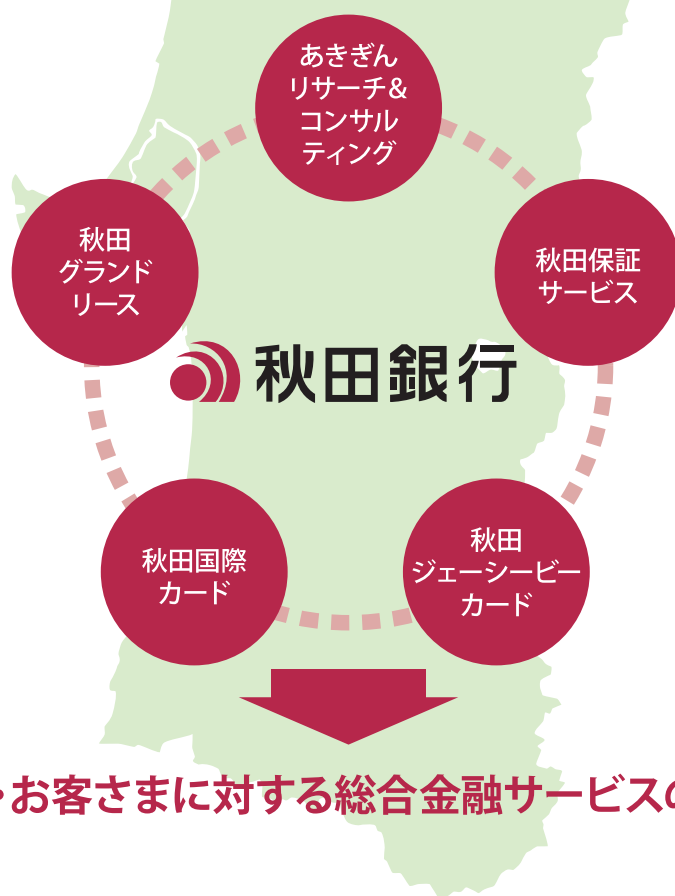 あきぎん
リサーチ＆
コンサル
ティング
秋田
グランド
リース
秋田保証
サービス
秋田銀行
秋田国際
カード
秋田
ジェーシービー
カード
・お客さまに対する総合金融サービスの